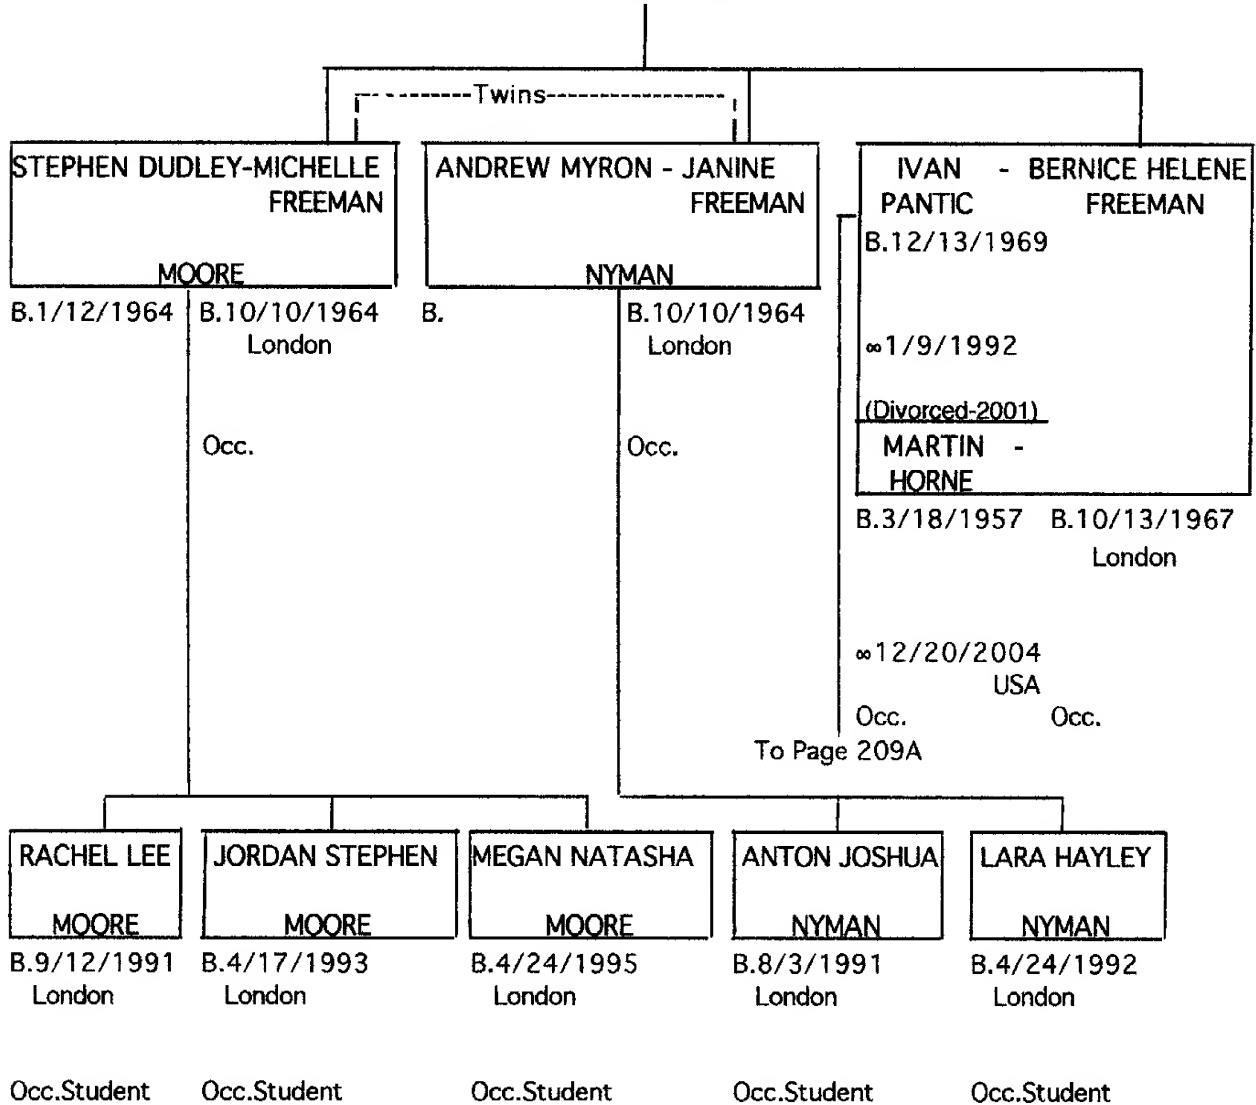 Twins
STEPHEN DUDLEY-MICHELLE
FREEMAN
MOORE
B.1/12/1964 B.10/10/1964
London
Occ.
ANDREW MYRON - JANINE
FREEMAN
NYMAN
B. B.10/10/1964
London
Occ.
IVAN - BERNICE HELENE
PANTIC FREEMAN
B.12/13/1969
∞1/9/1992
(Divorced-2001)
MARTIN -
HORNE
B.3/18/1957 B.10/13/1967
London
∞12/20/2004
USA
Occ. Occ.
To Page 209A
RACHEL LEE
MOORE
B.9/12/1991
London
Occ.Student
JORDAN STEPHEN
MOORE
B.4/17/1993
London
Occ.Student
MEGAN NATASHA
MOORE
B.4/24/1995
London
Occ.Student
ANTON JOSHUA
NYMAN
B.8/3/1991
London
Occ.Student
LARA HAYLEY
NYMAN
B.4/24/1992
London
Occ.Student